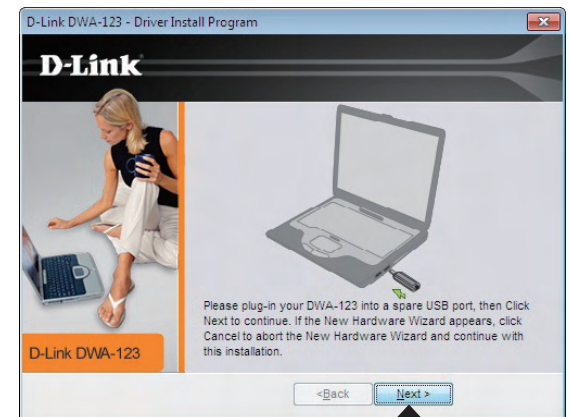 D-Link DWA-123 - Driver Install Program
D-Link
Please plug-in your DWA-123 into a spare USB port, then Click
Next to continue. If the New Hardware Wizard appears, click
Cancel to abort the New Hardware Wizard and continue with
this installation.
D-Link DWA-123
<Back
Next >